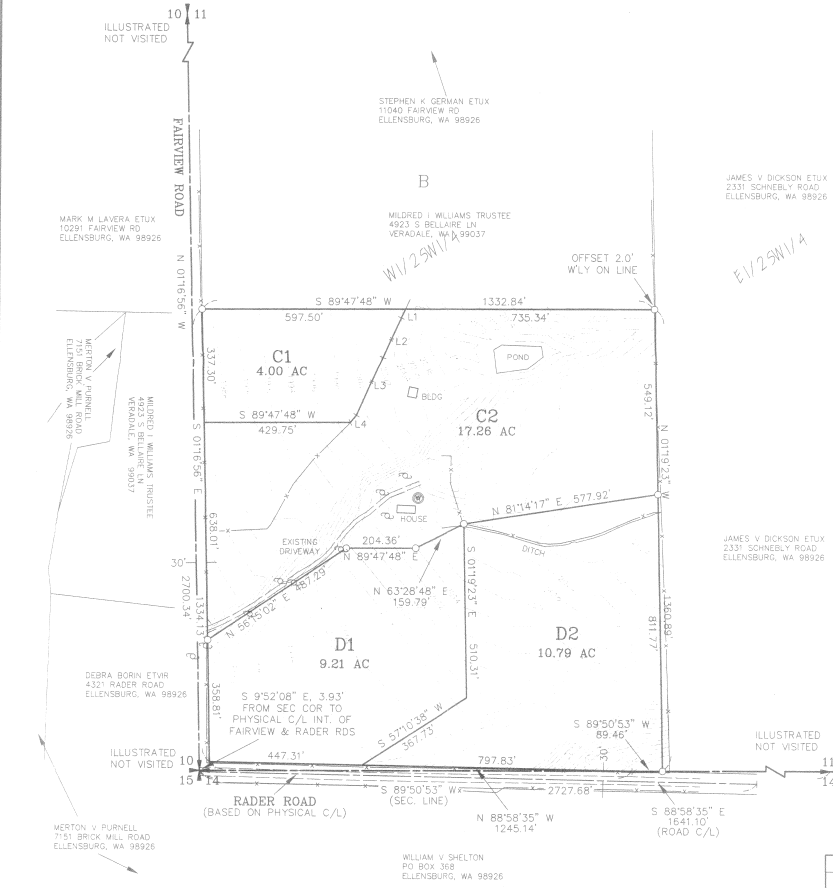 10 11
ILLUSTRATED
NOT VISITED
STEPHEN K GERMAN ETUX
11040 FAIRVIEW RD
ELLENSBURG, WA 98926
FAIRVIEW ROAD
B
JAMES V DICKSON ETUX
2331 SCHNEBLY ROAD
ELLENSBURG, WA 98926
MARK M LAVERA ETUX
10291 FAIRVIEW RD
ELLENSBURG, WA 98926
MILDRED I WILLIAMS TRUSTEE
4923 S BELLAIRE LN
VERADALE, WA 99037
W1/2SW1/4
E1/2SW1/4
OFFSET 2.0'
W'LY ON LINE
N 01°16'56" W
S 89°47'48" W 1332.84'
597.50' 735.34'
L1
L2
L3
L4
C1
4.00 AC
337.30'
POND
BLDG
549.12'
MERTON V PURNELL
7151 BRICK MILL ROAD
ELLENSBURG, WA 98926
MILDRED I WILLIAMS TRUSTEE
4923 S BELLAIRE LN
VERADALE, WA 99037
S 89°47'48" W
429.75'
C2
17.26 AC
S 01°16'56" E
N 01°19'23" W
W
HOUSE
N 81°14'17" E 577.92'
638.01'
EXISTING
DRIVEWAY
204.36'
N 89°47'48" E
DITCH
JAMES V DICKSON ETUX
2331 SCHNEBLY ROAD
ELLENSBURG, WA 98926
30'
2700.34'
1334.13'
N 56°15'02" E 487.29'
N 63°28'48" E
159.79'
S 01°19'23" E
510.31'
1360.89'
811.77'
D1
9.21 AC
D2
10.79 AC
DEBRA BORIN ETVIR
4321 RADER ROAD
ELLENSBURG, WA 98926
358.81'
S 9°52'08" E, 3.93'
FROM SEC COR TO
PHYSICAL C/L INT. OF
FAIRVIEW & RADER RDS
S 57°10'38" W
367.73'
S 89°50'53" W
89.46'
ILLUSTRATED
NOT VISITED
ILLUSTRATED
NOT VISITED
10
15 14
447.31'
797.83'
30'
11
14
RADER ROAD
(BASED ON PHYSICAL C/L)
S 89°50'53" W
(SEC. LINE)
2727.68'
N 88°58'35" W
1245.14'
S 88°58'35" E
1641.10'
(ROAD C/L)
MERTON V PURNELL
7151 BRICK MILL ROAD
ELLENSBURG, WA 98926
WILLIAM V SHELTON
PO BOX 368
ELLENSBURG, WA 98926